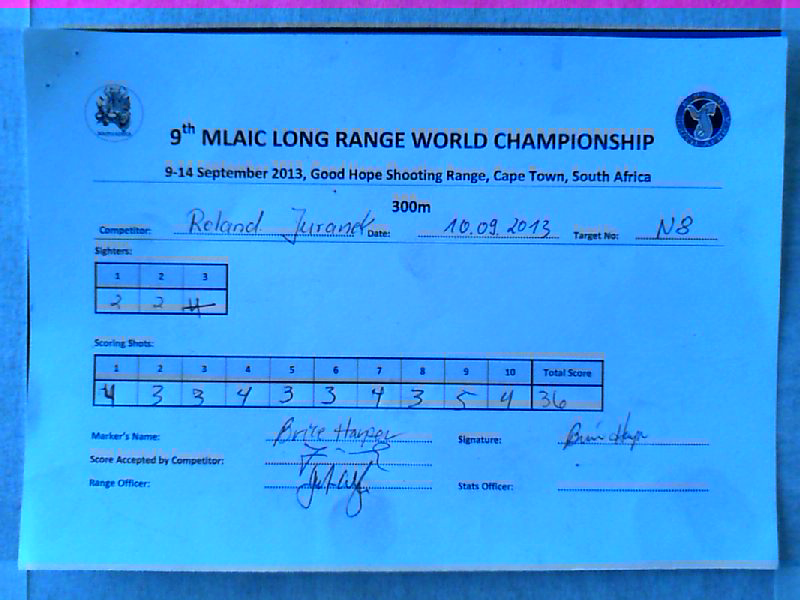 9th MLAIC LONG RANGE WORLD CHAMPIONSHIP
9-14 September 2013, Good Hope Shooting Range, Cape Town, South Africa
300m
Competitor: Roland Juranek Date: 10.09.2013 Target No: N8
Sighters:
1 2 3
2 2 4
Scoring Shots:
1 2 3 4 5 6 7 8 9 10 Total Score
4 3 3 4 3 3 4 3 5 4 36
Marker's Name: Brice Harper Signature:
Score Accepted by Competitor:
Range Officer: Stats Officer: